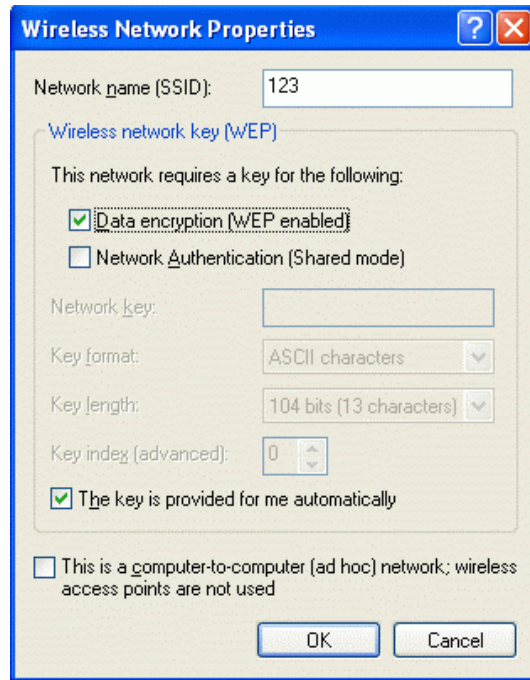 Wireless Network Properties
Network name (SSID):
123
Wireless network key (WEP)
This network requires a key for the following:
Data encryption (WEP enabled)
Network Authentication (Shared mode)
Network key:
Key format:
ASCII characters
Key length:
104 bits (13 characters)
Key index (advanced):
0
The key is provided for me automatically
This is a computer-to-computer (ad hoc) network; wireless
access points are not used
OK
Cancel